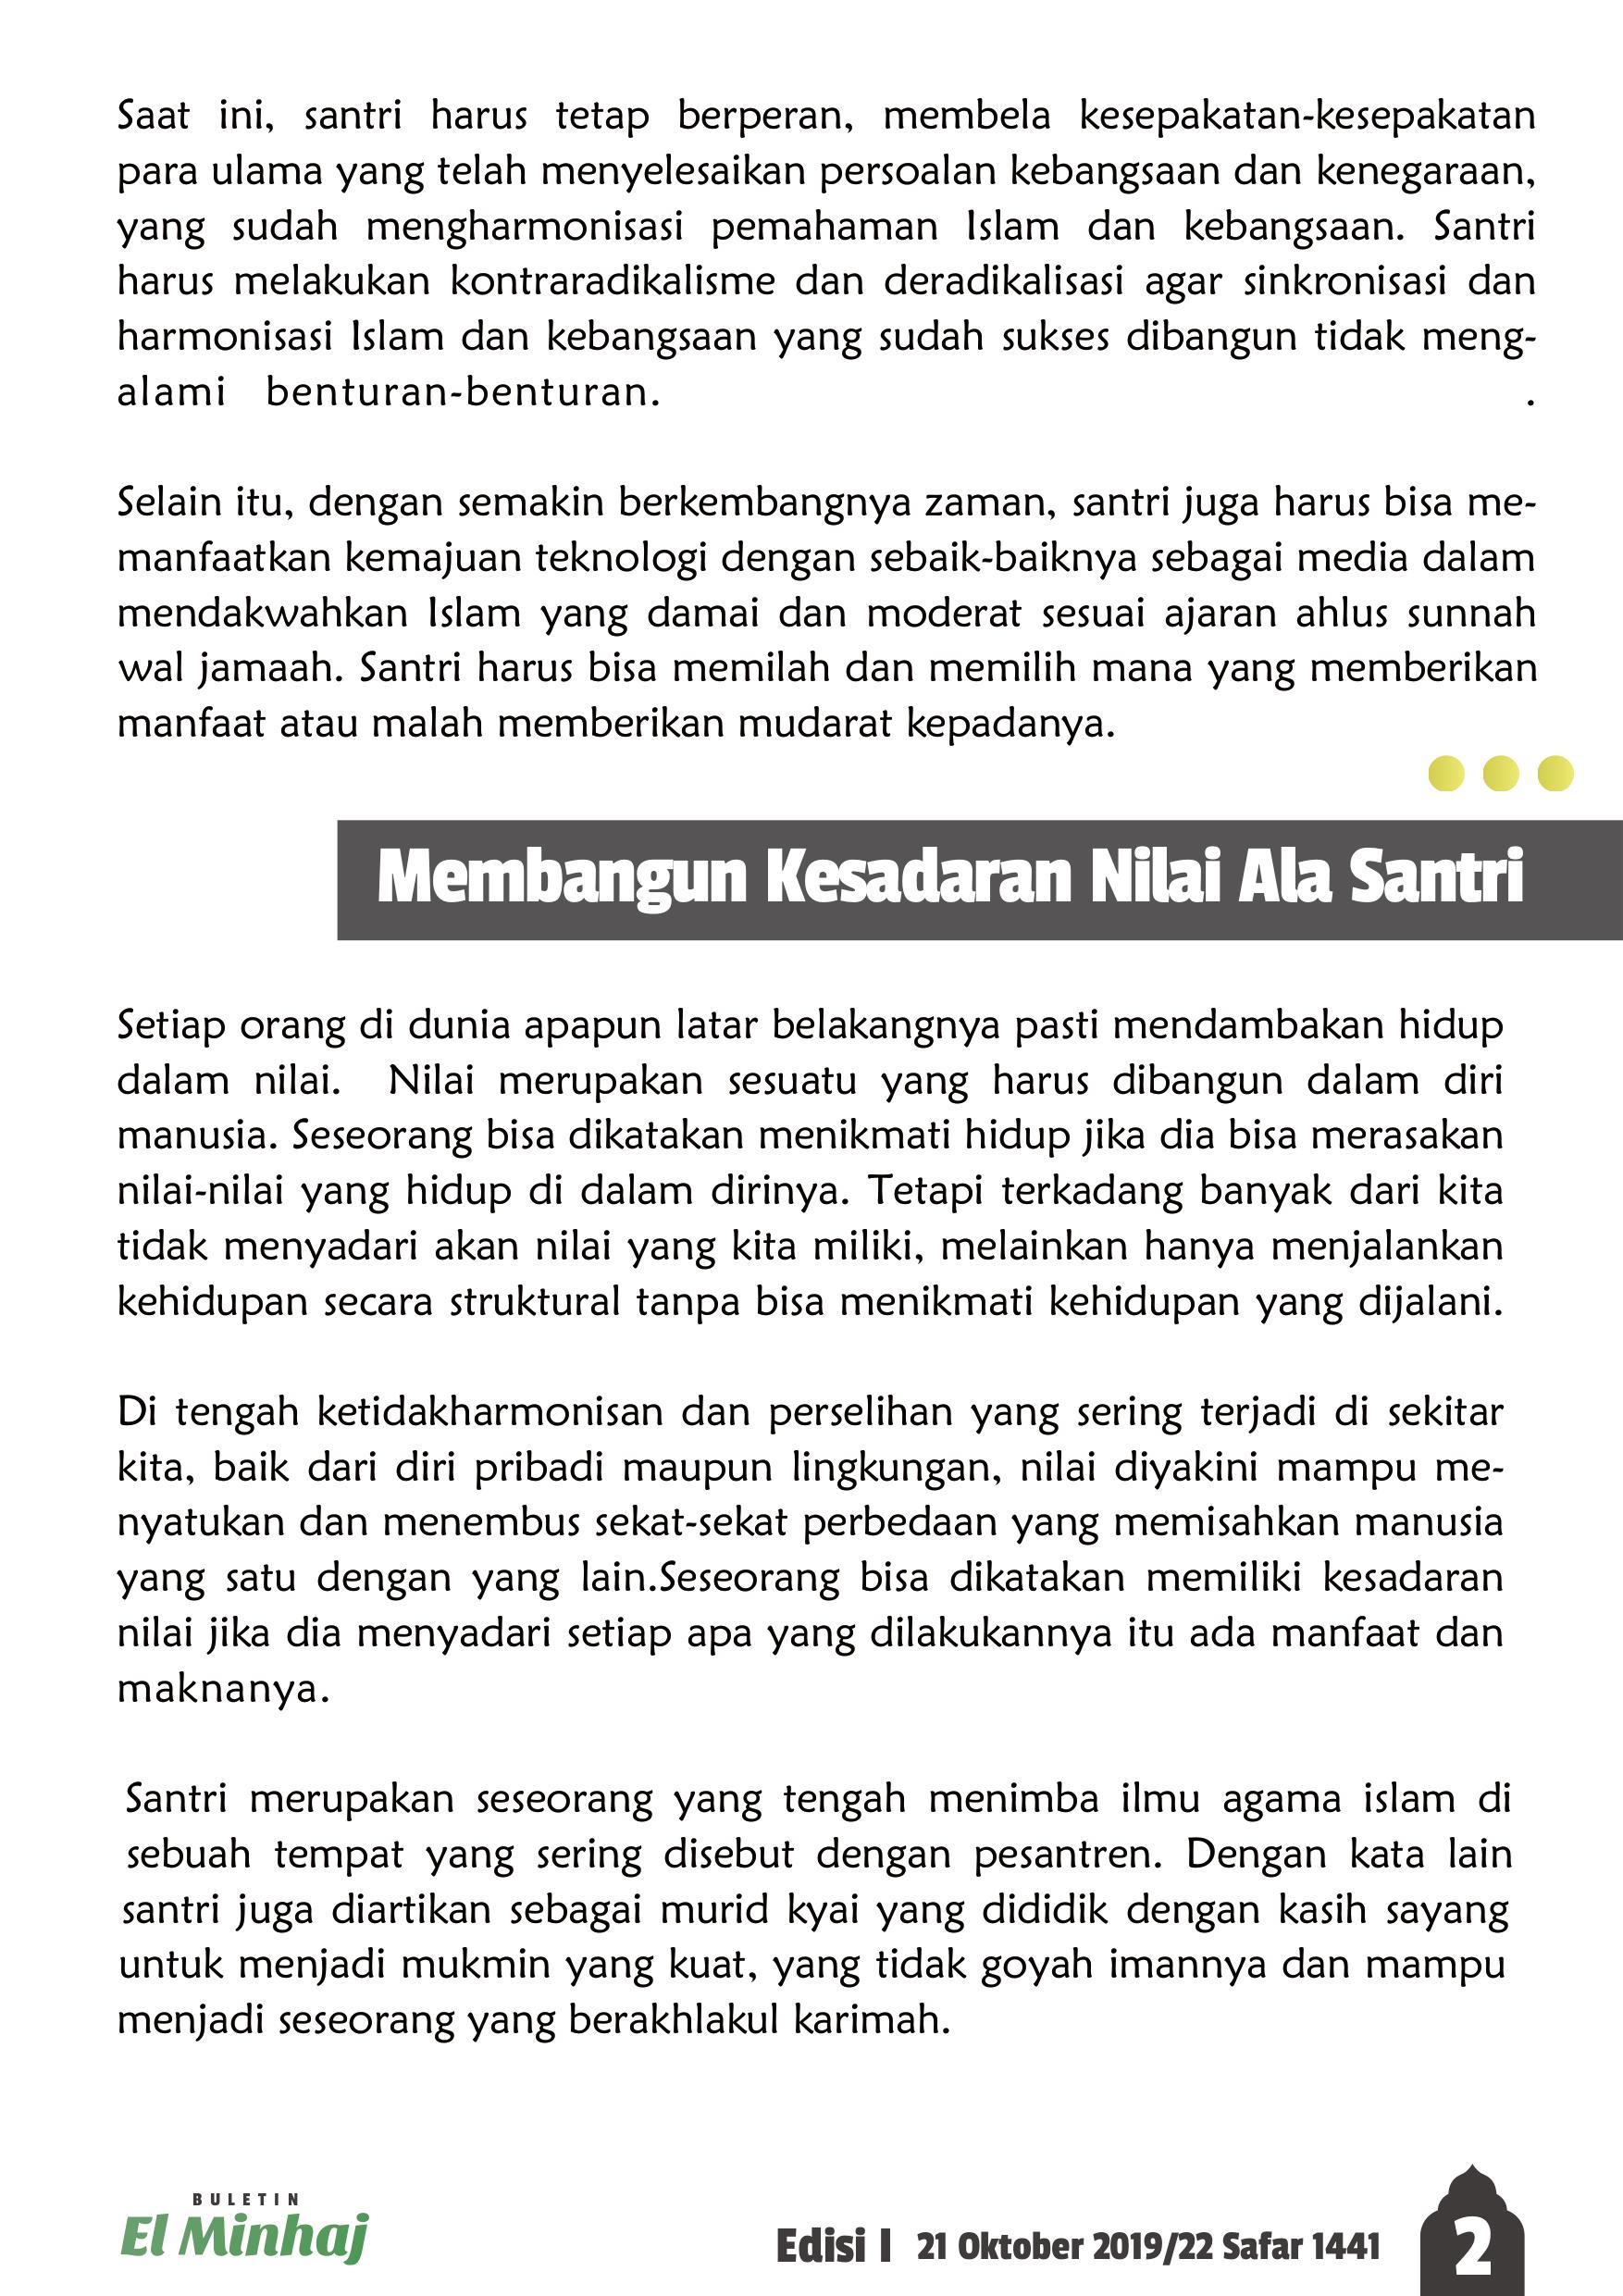 Saat ini, santri harus tetap berperan, membela kesepakatan-kesepakatan
para ulama yang telah menyelesaikan persoalan kebangsaan dan kenegaraan,
yang sudah mengharmonisasi pemahaman Islam dan kebangsaan. Santri
harus melakukan kontraradikalisme dan deradikalisasi agar sinkronisasi dan
harmonisasi Islam dan kebangsaan yang sudah sukses dibangun tidak meng-
alami benturan-benturan. .
Selain itu, dengan semakin berkembangnya zaman, santri juga harus bisa me-
manfaatkan kemajuan teknologi dengan sebaik-baiknya sebagai media dalam
mendakwahkan Islam yang damai dan moderat sesuai ajaran ahlus sunnah
wal jamaah. Santri harus bisa memilah dan memilih mana yang memberikan
manfaat atau malah memberikan mudarat kepadanya.
Membangun Kesadaran Nilai Ala Santri
Setiap orang di dunia apapun latar belakangnya pasti mendambakan hidup
dalam nilai. Nilai merupakan sesuatu yang harus dibangun dalam diri
manusia. Seseorang bisa dikatakan menikmati hidup jika dia bisa merasakan
nilai-nilai yang hidup di dalam dirinya. Tetapi terkadang banyak dari kita
tidak menyadari akan nilai yang kita miliki, melainkan hanya menjalankan
kehidupan secara struktural tanpa bisa menikmati kehidupan yang dijalani.
Di tengah ketidakharmonisan dan perselihan yang sering terjadi di sekitar
kita, baik dari diri pribadi maupun lingkungan, nilai diyakini mampu me-
nyatukan dan menembus sekat-sekat perbedaan yang memisahkan manusia
yang satu dengan yang lain.Seseorang bisa dikatakan memiliki kesadaran
nilai jika dia menyadari setiap apa yang dilakukannya itu ada manfaat dan
maknanya.
Santri merupakan seseorang yang tengah menimba ilmu agama islam di
sebuah tempat yang sering disebut dengan pesantren. Dengan kata lain
santri juga diartikan sebagai murid kyai yang dididik dengan kasih sayang
untuk menjadi mukmin yang kuat, yang tidak goyah imannya dan mampu
menjadi seseorang yang berakhlakul karimah.
BULETIN
El Minhaj
Edisi I 21 Oktober 2019/22 Safar 1441
2